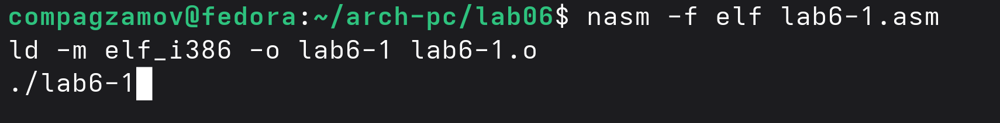 compagzamov@fedora:~/arch-pc/lab06$ nasm -f elf lab6-1.asm
ld -m elf_i386 -o lab6-1 lab6-1.o
./lab6-1